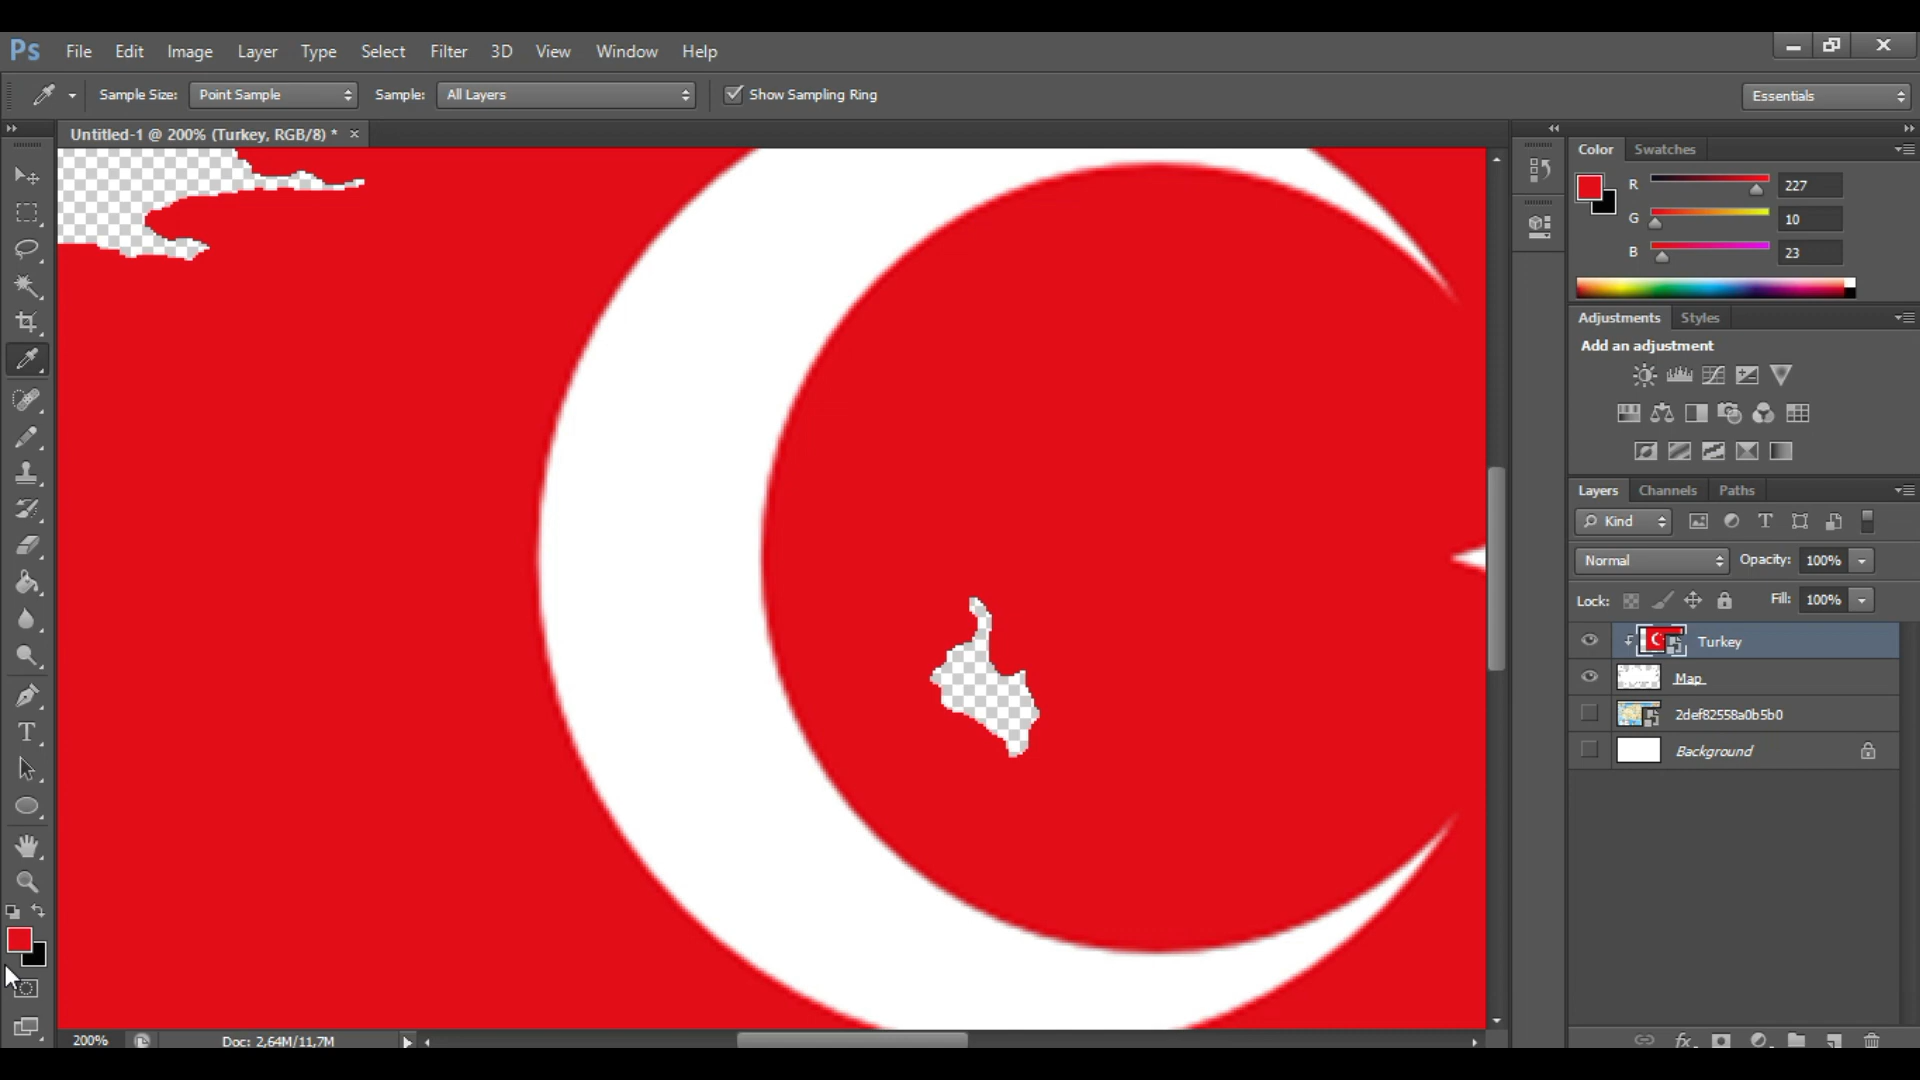 Ps File Edit Image Layer Type Select Filter 3D View Window Help
Sample Size: Point Sample Sample: All Layers Show Sampling Ring Essentials
Untitled-1 @ 200% (Turkey, RGB/8) *
Color Swatches
R 227
G 10
B 23
Adjustments Styles
Add an adjustment
Layers Channels Paths
Kind
Normal Opacity: 100%
Lock: Fill: 100%
Turkey
Map
2def82558a0b5b0
Background
200% Doc: 2,64M/11,7M